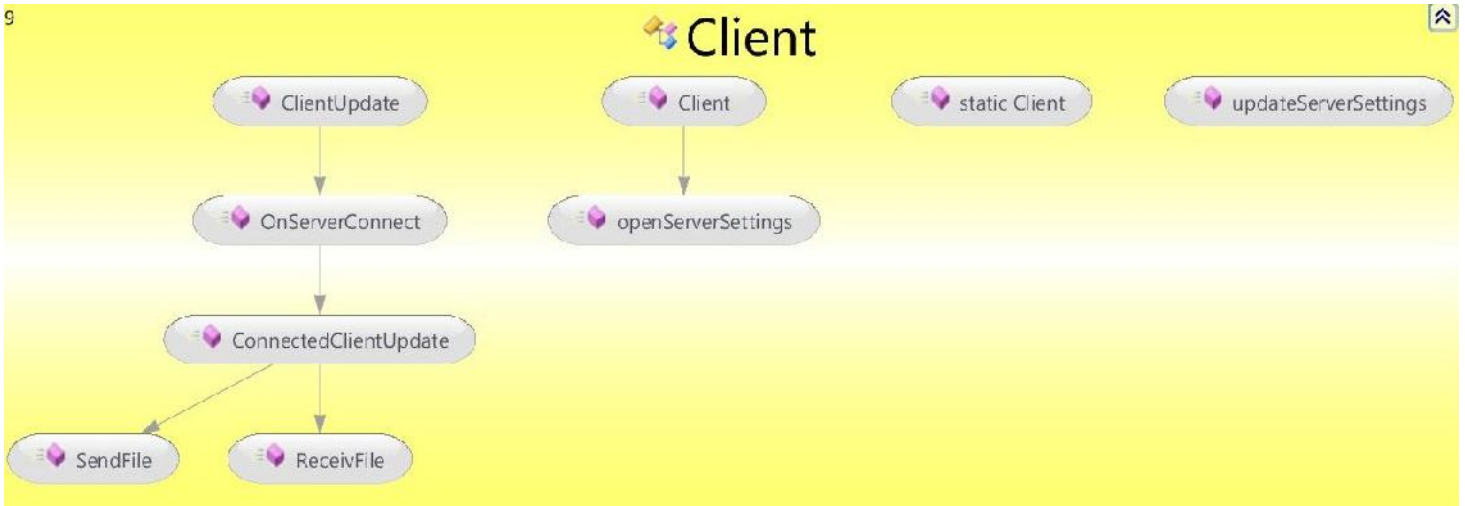 9
Client
ClientUpdate
Client
static Client
updateServerSettings
OnServerConnect
openServerSettings
ConnectedClientUpdate
SendFile
ReceivFile